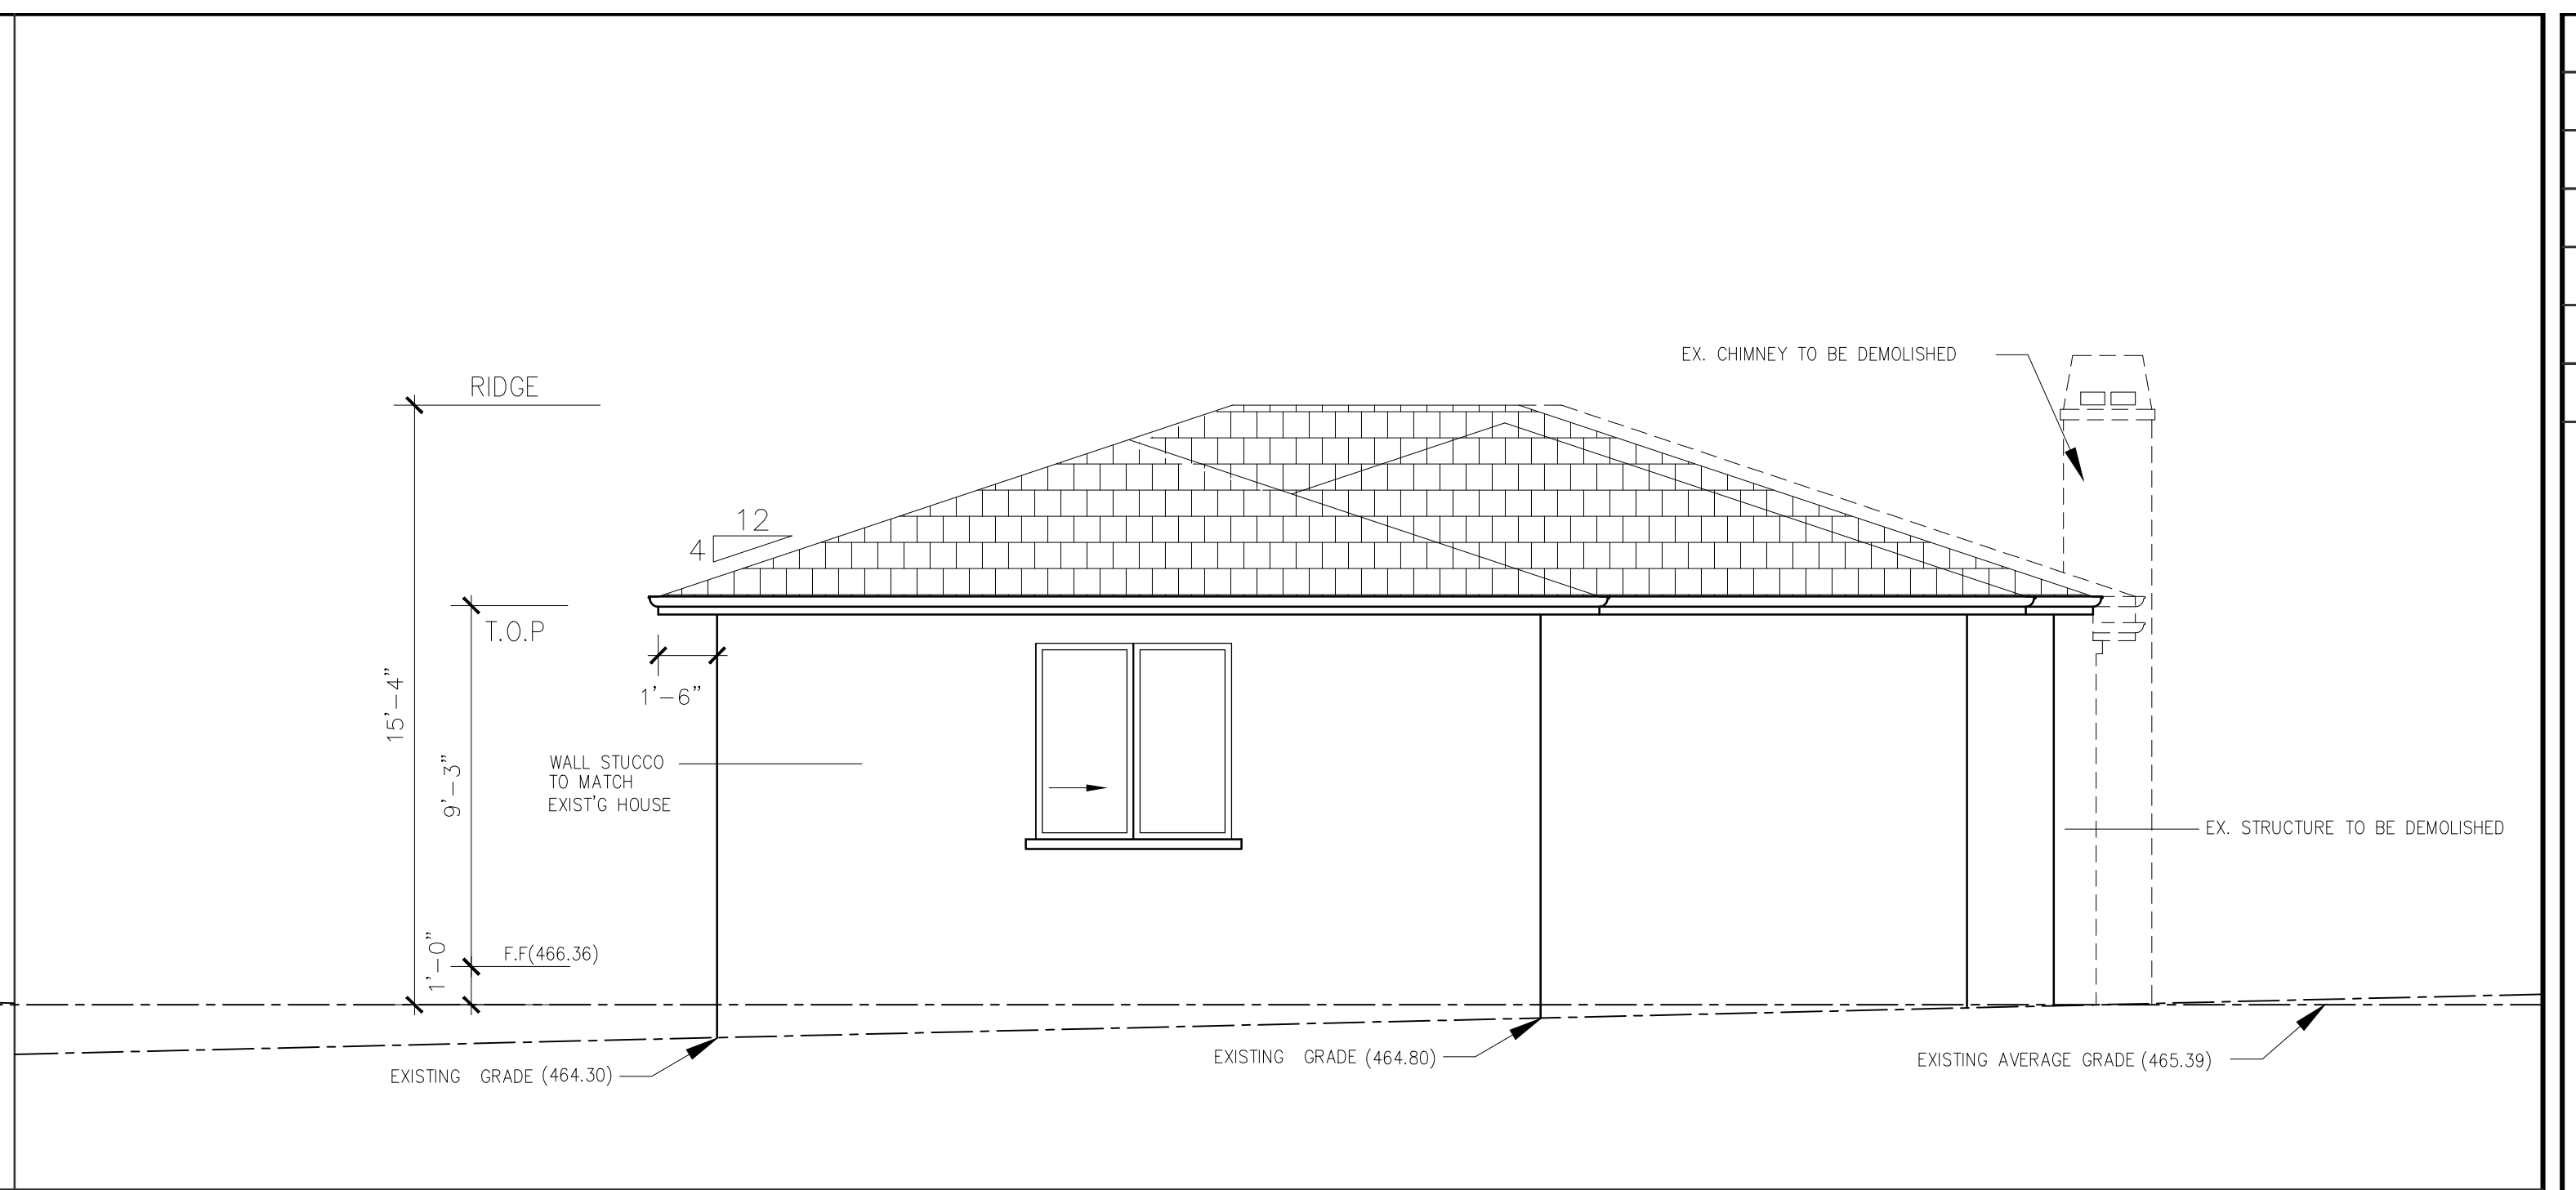 EX. CHIMNEY TO BE DEMOLISHED
RIDGE
12
4
T.O.P
1'-6"
15'-4"
9'-3"
WALL STUCCO
TO MATCH
EXIST'G HOUSE
EX. STRUCTURE TO BE DEMOLISHED
1'-0"
F.F(466.36)
EXISTING GRADE (464.30)
EXISTING GRADE (464.80)
EXISTING AVERAGE GRADE (465.39)